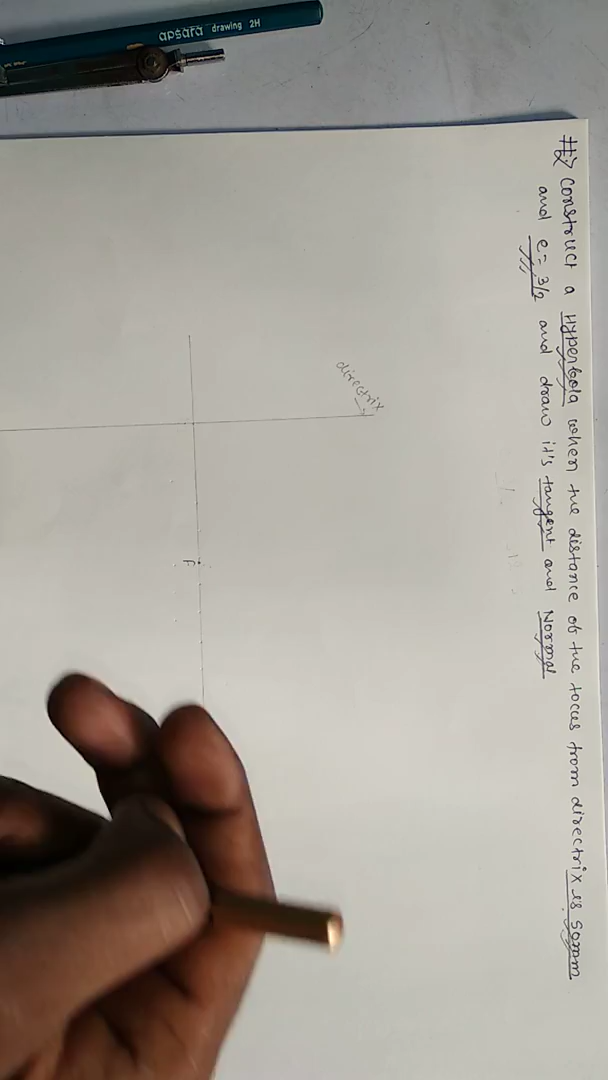 apsara drawing 2H
#2> Construct a Hyperbola when the distance of the focus from directrix is 50mm
and e = 3/2 and draw it's tangent and Normal
directrix
F